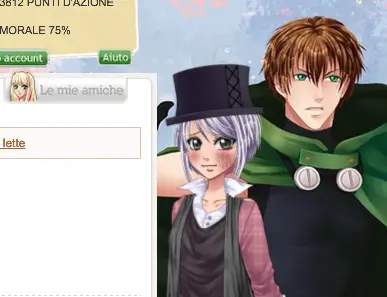 3812 PUNTI D'AZIONE
MORALE 75%
account
Aiuto
Le mie amiche
lette